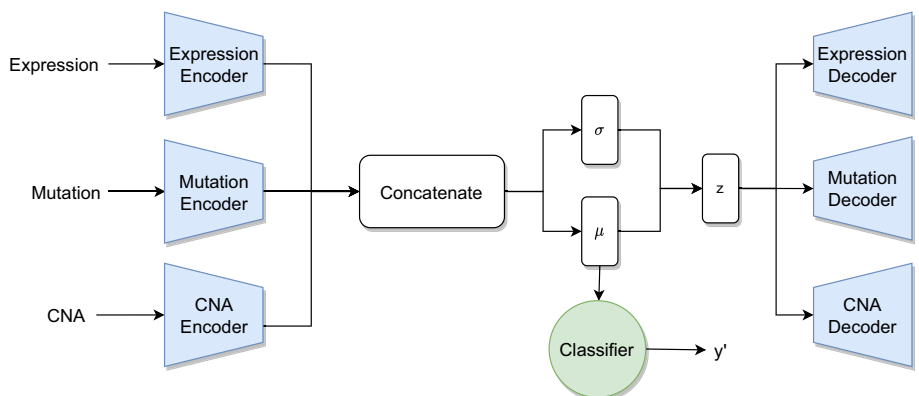 Expression
Expression
Encoder
Mutation
Mutation
Encoder
CNA
CNA
Encoder
Concatenate
σ
μ
Classifier
y'
z
Expression
Decoder
Mutation
Decoder
CNA
Decoder